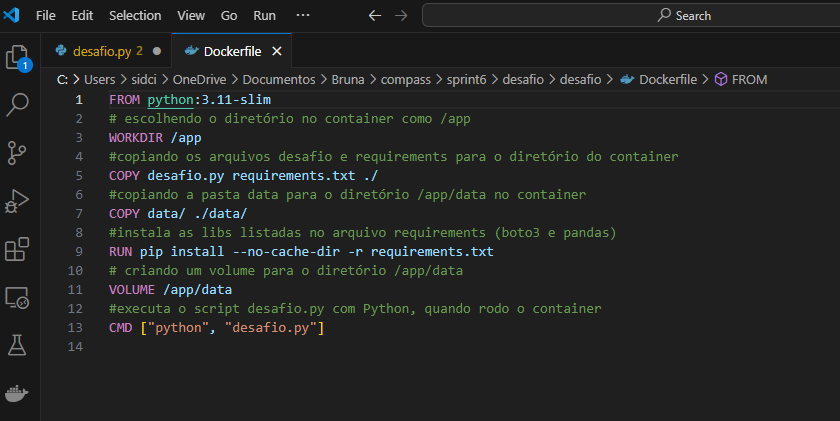 File Edit Selection View Go Run ··· ← → Search
desafio.py 2 ● Dockerfile ×
C: > Users > sidci > OneDrive > Documentos > Bruna > compass > sprint6 > desafio > desafio > Dockerfile > FROM
1 FROM python:3.11-slim
2 # escolhendo o diretório no container como /app
3 WORKDIR /app
4 #copiando os arquivos desafio e requirements para o diretório do container
5 COPY desafio.py requirements.txt ./
6 #copiando a pasta data para o diretório /app/data no container
7 COPY data/ ./data/
8 #instala as libs listadas no arquivo requirements (boto3 e pandas)
9 RUN pip install --no-cache-dir -r requirements.txt
10 # criando um volume para o diretório /app/data
11 VOLUME /app/data
12 #executa o script desafio.py com Python, quando rodo o container
13 CMD ["python", "desafio.py"]
14
1